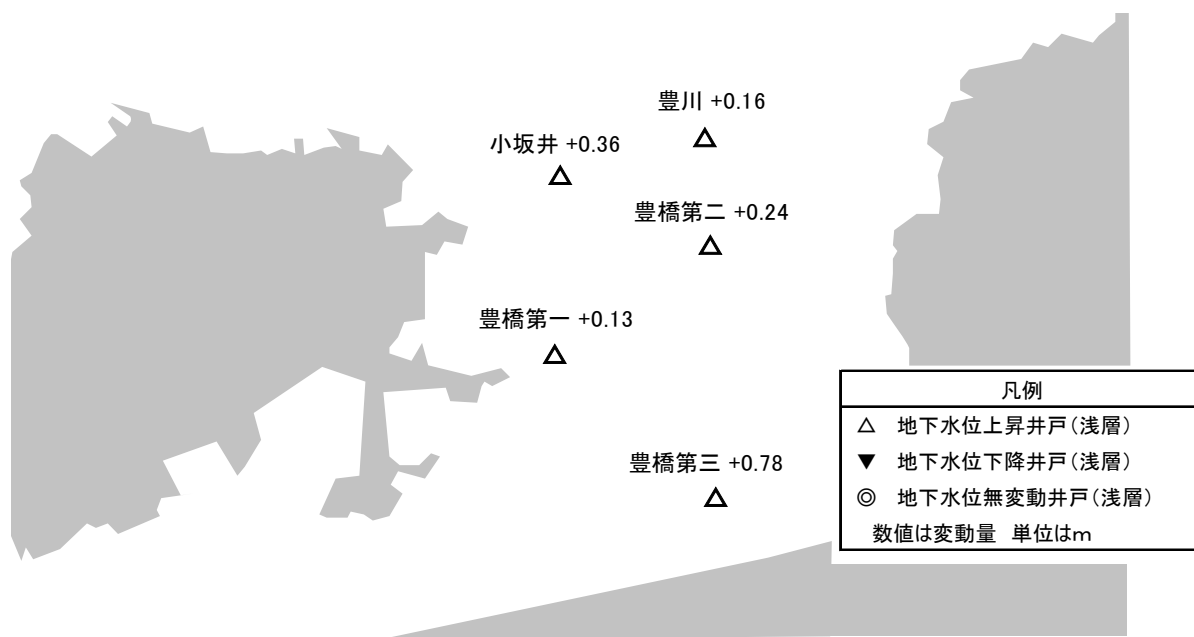 豊川 +0.16
小坂井 +0.36
豊橋第二 +0.24
豊橋第一 +0.13
豊橋第三 +0.78
凡例
△ 地下水位上昇井戸(浅層)
▼ 地下水位下降井戸(浅層)
◎ 地下水位無変動井戸(浅層)
数値は変動量 単位はm